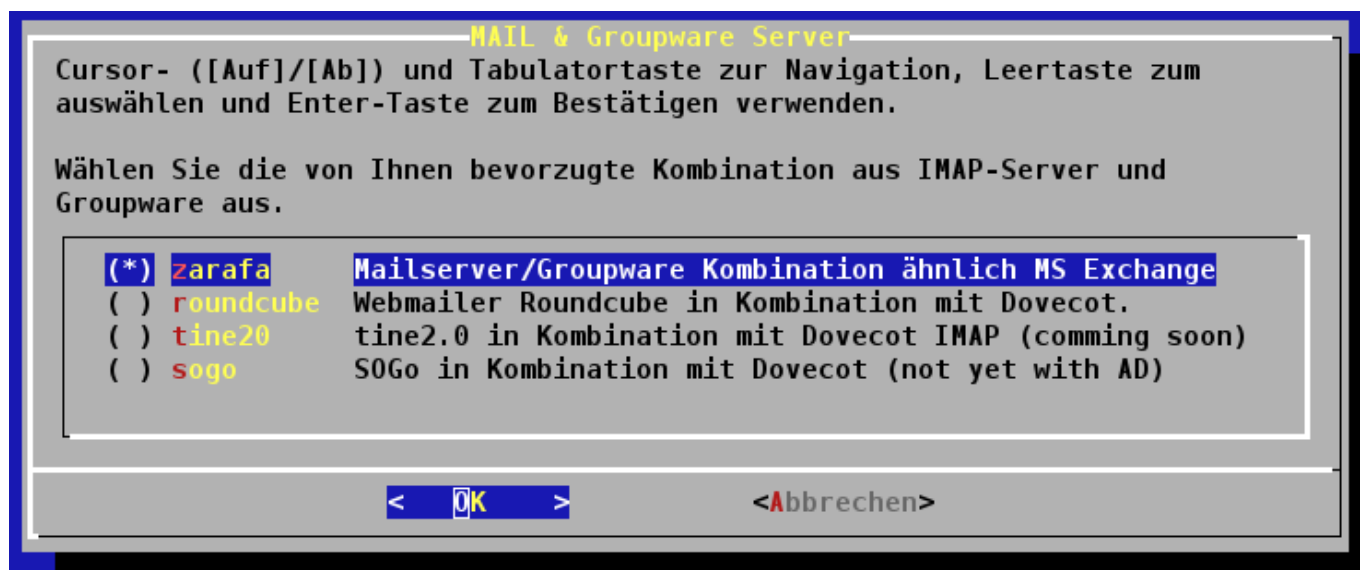 MAIL & Groupware Server
Cursor- ([Auf]/[Ab]) und Tabulatortaste zur Navigation, Leertaste zum
auswählen und Enter-Taste zum Bestätigen verwenden.
Wählen Sie die von Ihnen bevorzugte Kombination aus IMAP-Server und
Groupware aus.
(*) zarafa Mailserver/Groupware Kombination ähnlich MS Exchange
( ) roundcube Webmailer Roundcube in Kombination mit Dovecot.
( ) tine20 tine2.0 in Kombination mit Dovecot IMAP (comming soon)
( ) sogo SOGo in Kombination mit Dovecot (not yet with AD)
< OK > <Abbrechen>